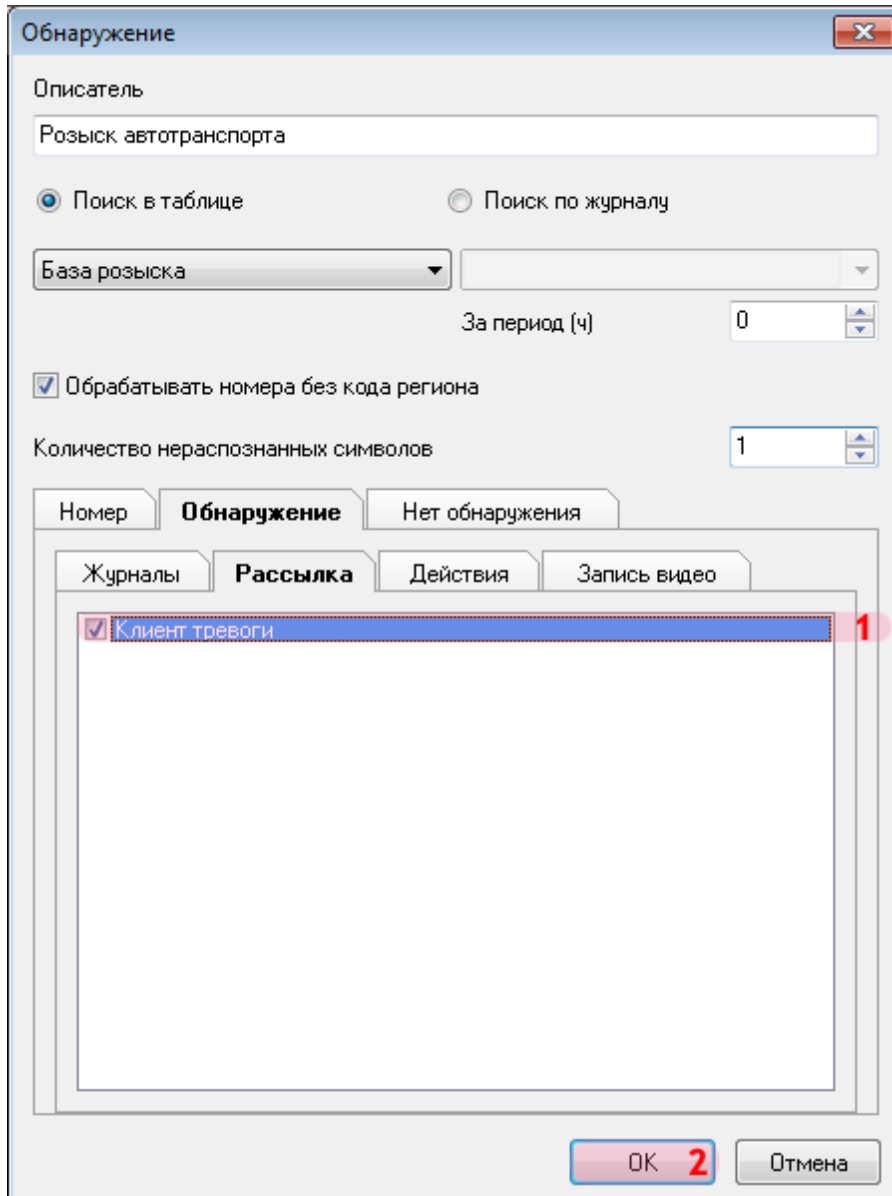 Обнаружение
Описатель
Розыск автотранспорта
Поиск в таблице Поиск по журналу
База розыска
За период (ч) 0
Обрабатывать номера без кода региона
Количество нераспознанных символов 1
Номер Обнаружение Нет обнаружения
Журналы Рассылка Действия Запись видео
Клиент тревоги 1
OK 2 Отмена